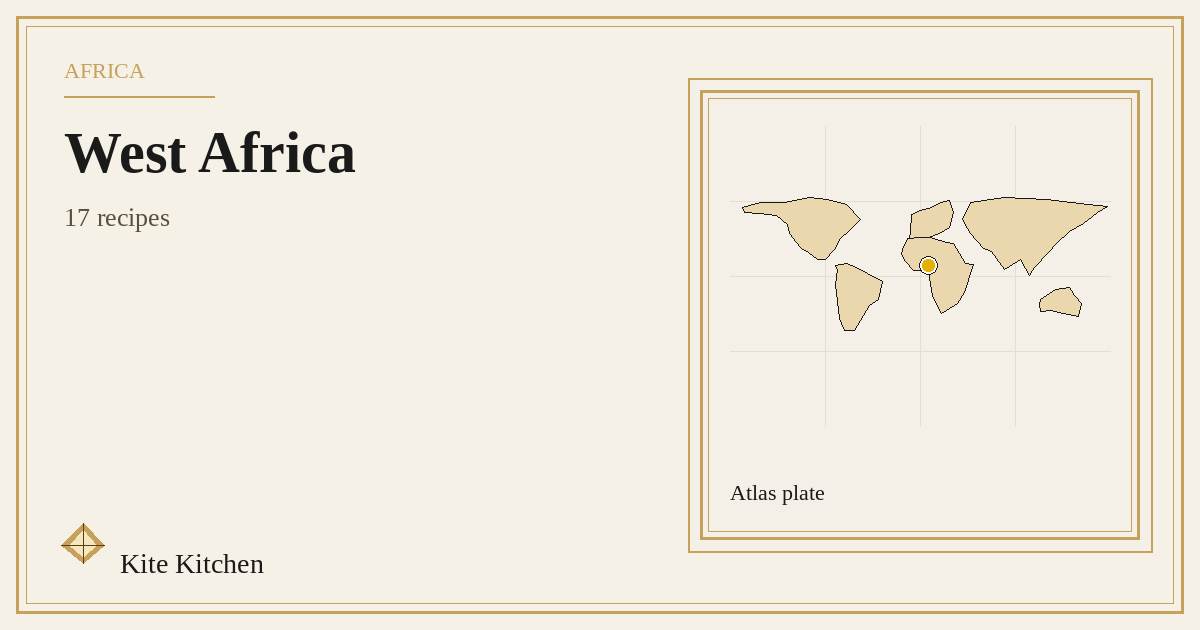 AFRICA
West Africa
17 recipes
Atlas plate
Kite Kitchen